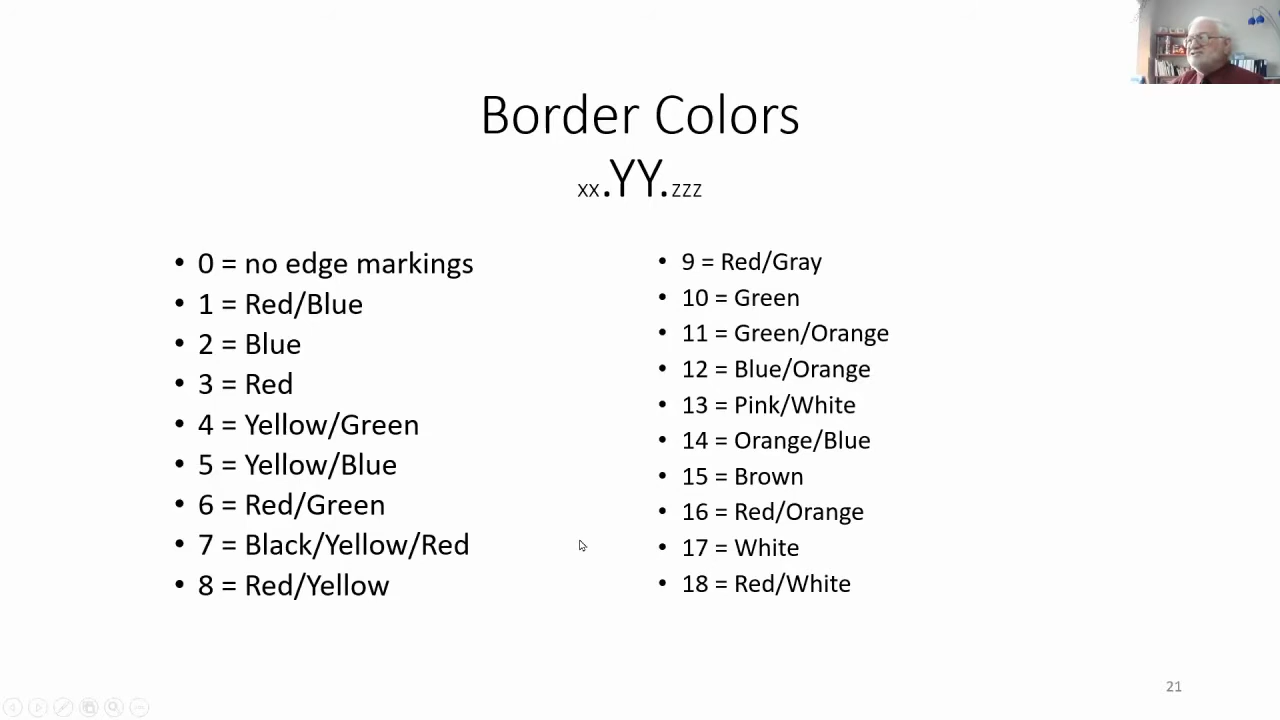 Border Colors
xx.YY.zzz
• 0 = no edge markings
• 1 = Red/Blue
• 2 = Blue
• 3 = Red
• 4 = Yellow/Green
• 5 = Yellow/Blue
• 6 = Red/Green
• 7 = Black/Yellow/Red
• 8 = Red/Yellow
• 9 = Red/Gray
• 10 = Green
• 11 = Green/Orange
• 12 = Blue/Orange
• 13 = Pink/White
• 14 = Orange/Blue
• 15 = Brown
• 16 = Red/Orange
• 17 = White
• 18 = Red/White
21